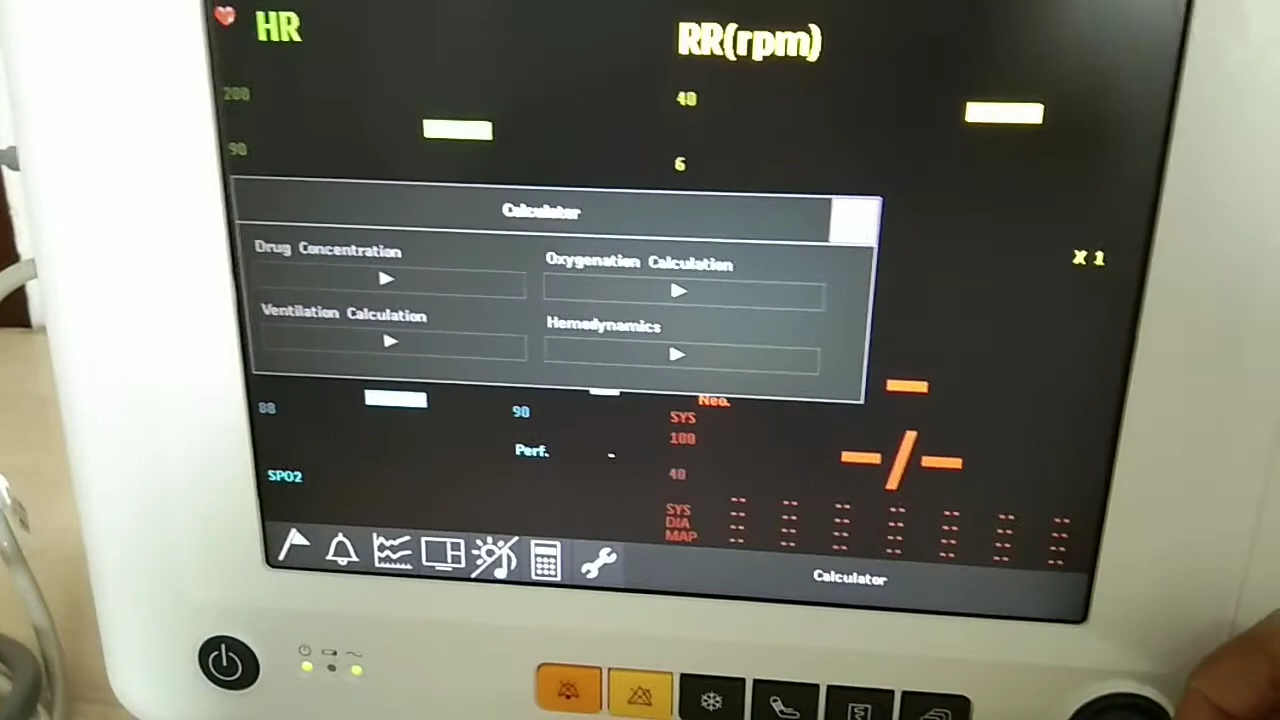 HR
RR(rpm)
200
40
90
6
Calculator
Drug Concentration
Oxygenation Calculation
X 1
Ventilation Calculation
Hemodynamics
Neo.
88
90
SYS
100
Perf.
-
40
SPO2
-/-
SYS -- -- -- -- -- -- --
DIA -- -- -- -- -- -- --
MAP -- -- -- -- -- -- --
Calculator